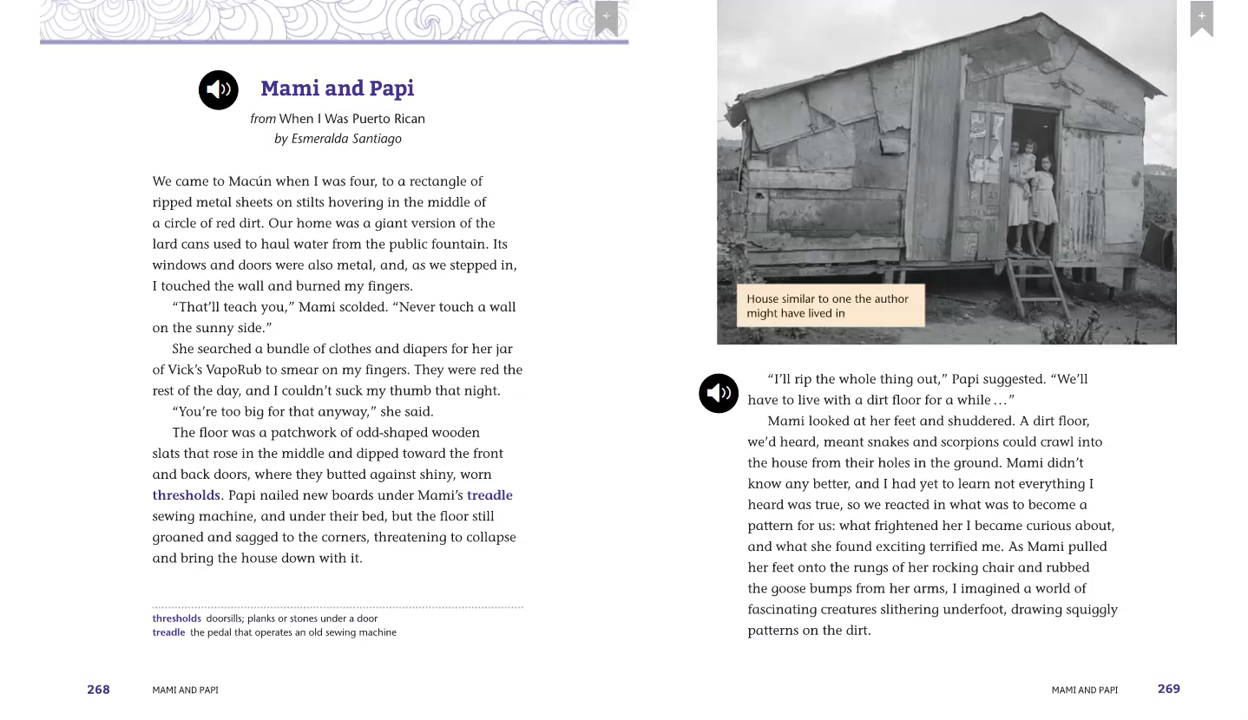 Mami and Papi
from When I Was Puerto Rican
by Esmeralda Santiago
We came to Macún when I was four, to a rectangle of
ripped metal sheets on stilts hovering in the middle of
a circle of red dirt. Our home was a giant version of the
lard cans used to haul water from the public fountain. Its
windows and doors were also metal, and, as we stepped in,
I touched the wall and burned my fingers.
“That’ll teach you,” Mami scolded. “Never touch a wall
on the sunny side.”
She searched a bundle of clothes and diapers for her jar
of Vick’s VapoRub to smear on my fingers. They were red the
rest of the day, and I couldn’t suck my thumb that night.
“You’re too big for that anyway,” she said.
The floor was a patchwork of odd-shaped wooden
slats that rose in the middle and dipped toward the front
and back doors, where they butted against shiny, worn
thresholds. Papi nailed new boards under Mami’s treadle
sewing machine, and under their bed, but the floor still
groaned and sagged to the corners, threatening to collapse
and bring the house down with it.
thresholds doorsills; planks or stones under a door
treadle the pedal that operates an old sewing machine
268 MAMI AND PAPI
House similar to one the author
might have lived in
“I’ll rip the whole thing out,” Papi suggested. “We’ll
have to live with a dirt floor for a while…”
Mami looked at her feet and shuddered. A dirt floor,
we’d heard, meant snakes and scorpions could crawl into
the house from their holes in the ground. Mami didn’t
know any better, and I had yet to learn not everything I
heard was true, so we reacted in what was to become a
pattern for us: what frightened her I became curious about,
and what she found exciting terrified me. As Mami pulled
her feet onto the rungs of her rocking chair and rubbed
the goose bumps from her arms, I imagined a world of
fascinating creatures slithering underfoot, drawing squiggly
patterns on the dirt.
MAMI AND PAPI 269